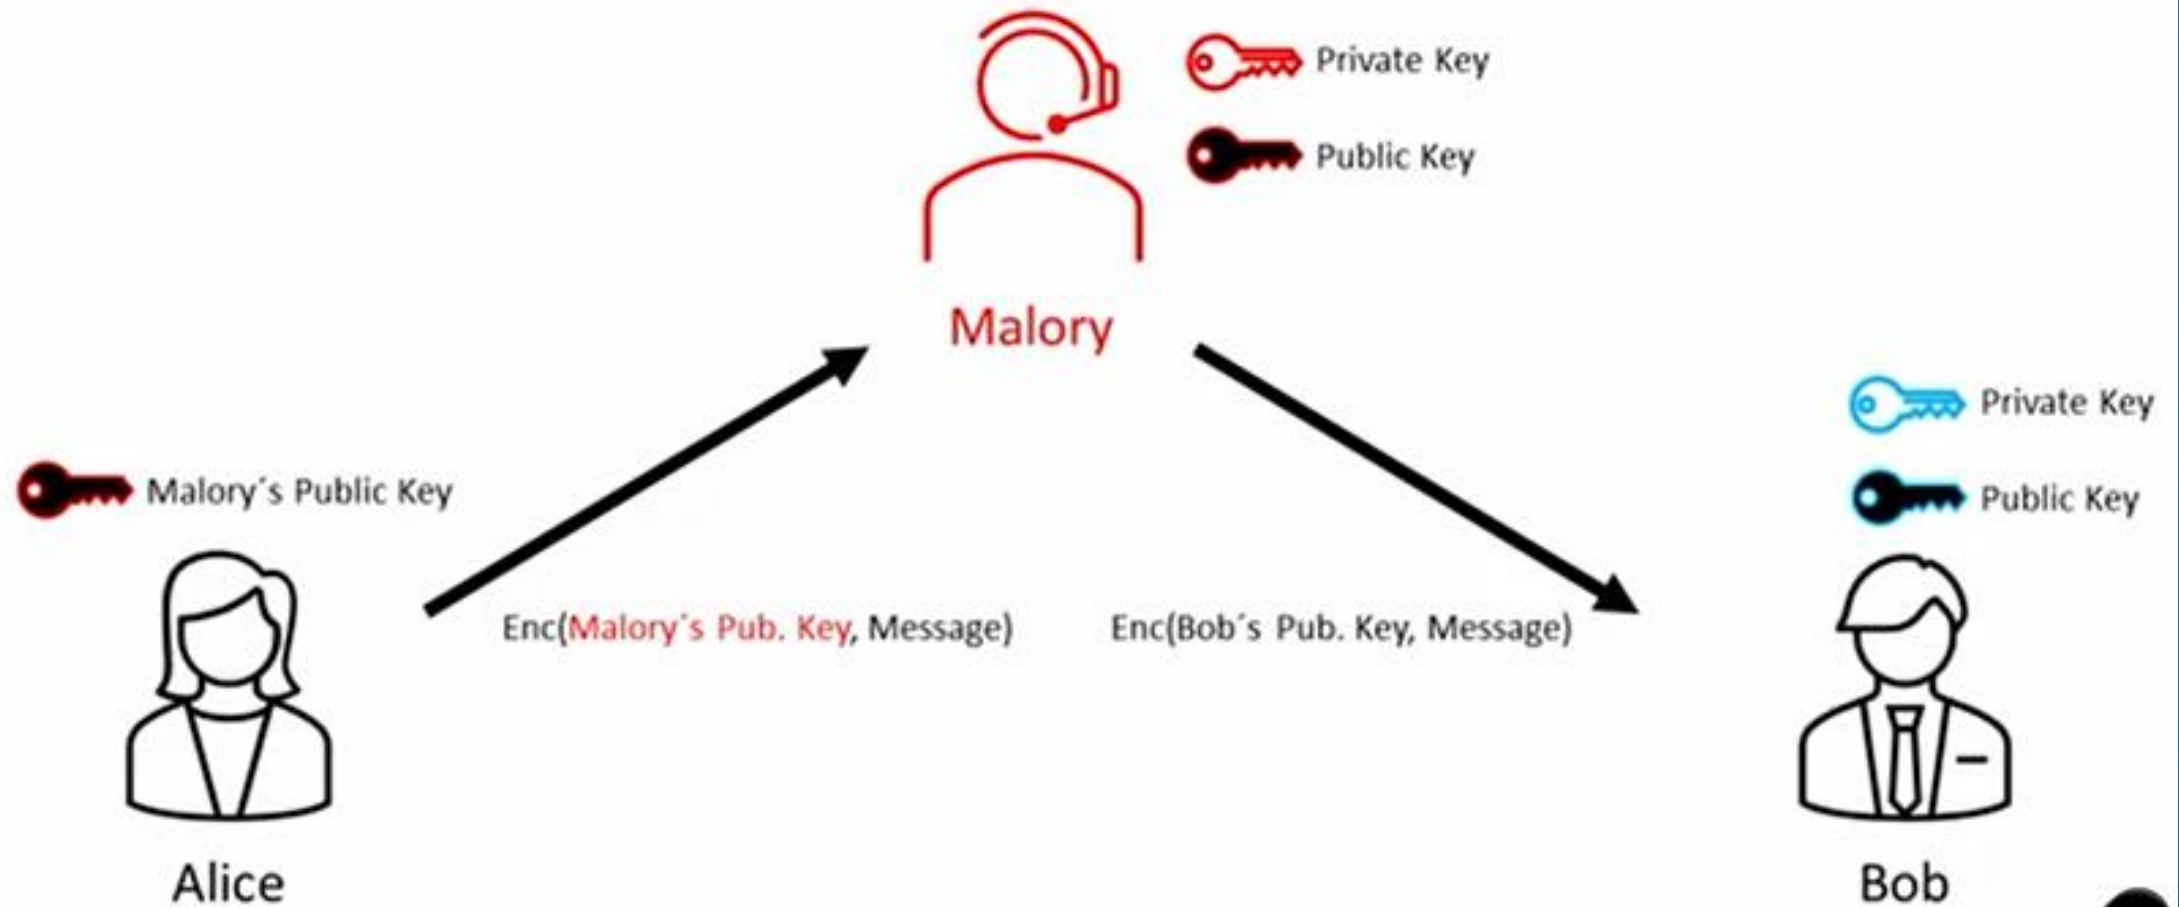 Private Key
Public Key
Malory
Private Key
Malory´s Public Key
Public Key
Enc(Malory´s Pub. Key, Message)
Enc(Bob´s Pub. Key, Message)
Alice
Bob